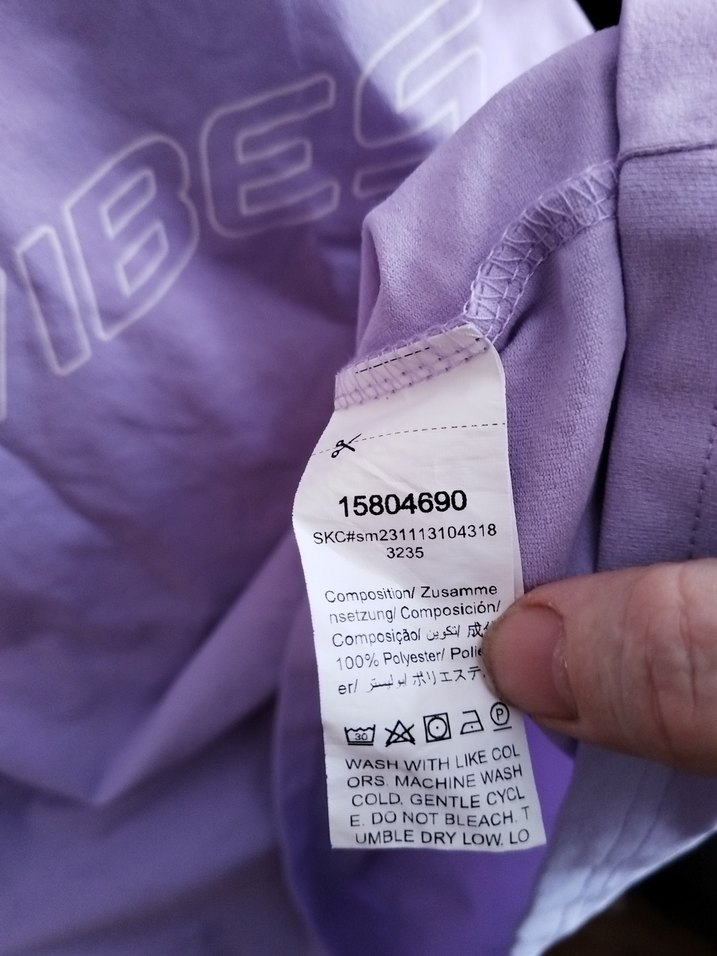 VIBES
15804690
SKC#sm231113104318
3235
Composition/ Zusamme
nsetzung/ Composición/
Composição/ تكوين/ 成
100% Polyester/ Polie
er/ بوليستر/ ポリエステ
30
P
WASH WITH LIKE COL
ORS. MACHINE WASH
COLD. GENTLE CYCL
E. DO NOT BLEACH. T
UMBLE DRY LOW. LO